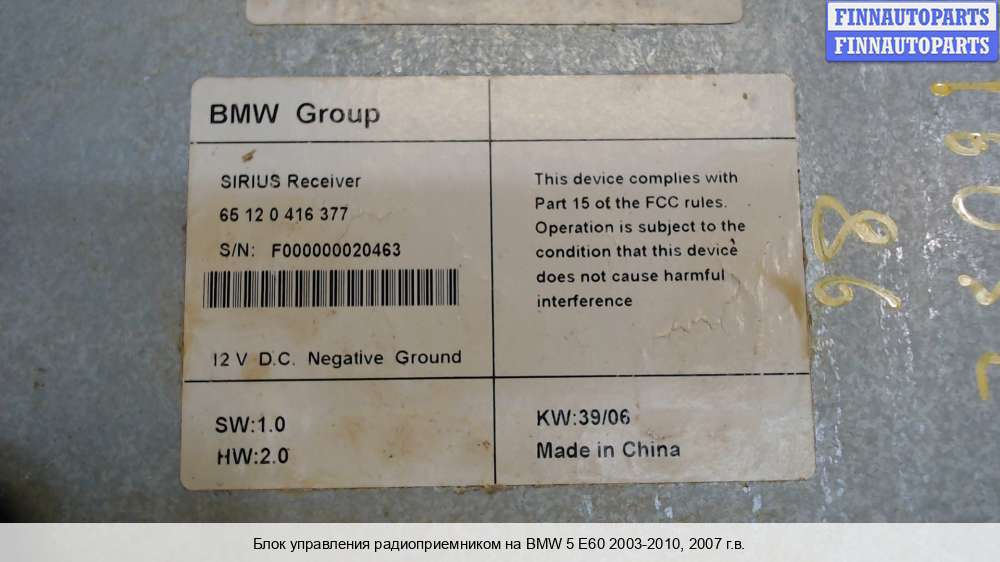 FINNAUTOPARTS
FINNAUTOPARTS
BMW Group
SIRIUS Receiver
65 12 0 416 377
S/N: F000000020463
12 V D.C. Negative Ground
This device complies with
Part 15 of the FCC rules.
Operation is subject to the
condition that this device
does not cause harmful
interference
SW:1.0
HW:2.0
KW:39/06
Made in China
98
Блок управления радиоприемником на BMW 5 E60 2003-2010, 2007 г.в.